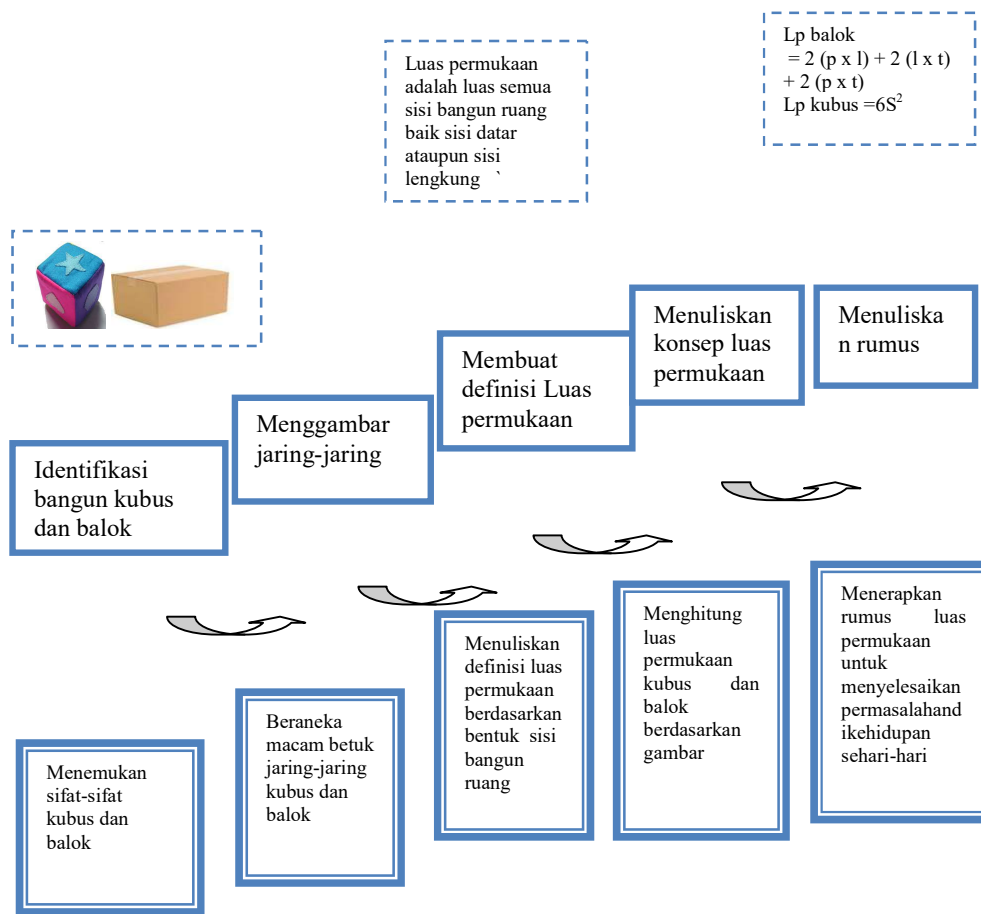 Luas permukaan
adalah luas semua
sisi bangun ruang
baik sisi datar
ataupun sisi
lengkung `
Lp balok
= 2 (p x l) + 2 (l x t)
+ 2 (p x t)
Lp kubus =6S²
Identifikasi
bangun kubus
dan balok
Menggambar
jaring-jaring
Membuat
definisi Luas
permukaan
Menuliskan
konsep luas
permukaan
Menuliska
n rumus
Menemukan
sifat-sifat
kubus dan
balok
Beraneka
macam betuk
jaring-jaring
kubus dan
balok
Menuliskan
definisi luas
permukaan
berdasarkan
bentuk sisi
bangun
ruang
Menghitung
luas
permukaan
kubus dan
balok
berdasarkan
gambar
Menerapkan
rumus luas
permukaan
untuk
menyelesaikan
permasalahand
ikehidupan
sehari-hari